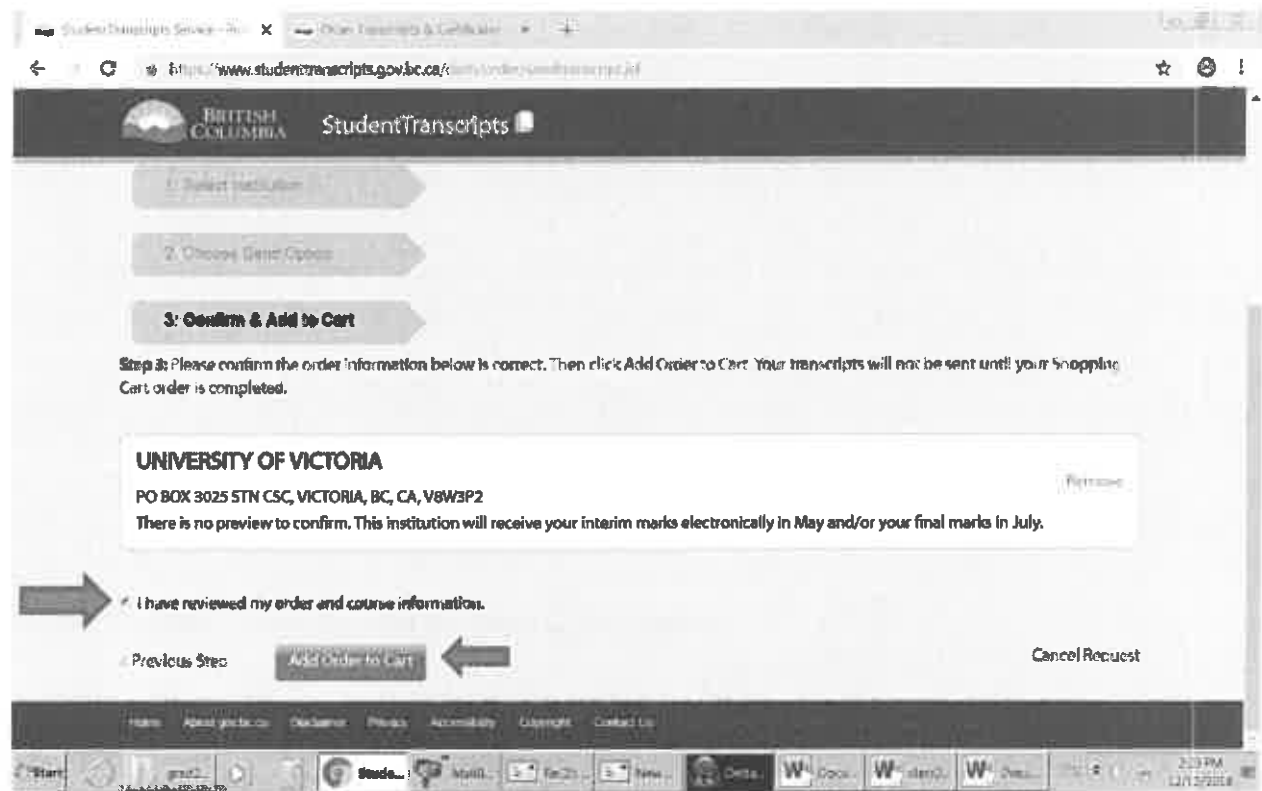 StudentTranscripts Service
https://www.studenttranscripts.gov.bc.ca/
BRITISH
COLUMBIA
StudentTranscripts
1: Select Institution
2: Choose Send Option
3: Confirm & Add to Cart
Step 3: Please confirm the order information below is correct. Then click Add Order to Cart. Your transcripts will not be sent until your Shopping
Cart order is completed.
UNIVERSITY OF VICTORIA
Remove
PO BOX 3025 STN CSC, VICTORIA, BC, CA, V8W3P2
There is no preview to confirm. This institution will receive your interim marks electronically in May and/or your final marks in July.
I have reviewed my order and course information.
Previous Step
Add Order to Cart
Cancel Request
Home About gov.bc.ca Disclaimer Privacy Accessibility Copyright Contact Us
Start
2:23 PM